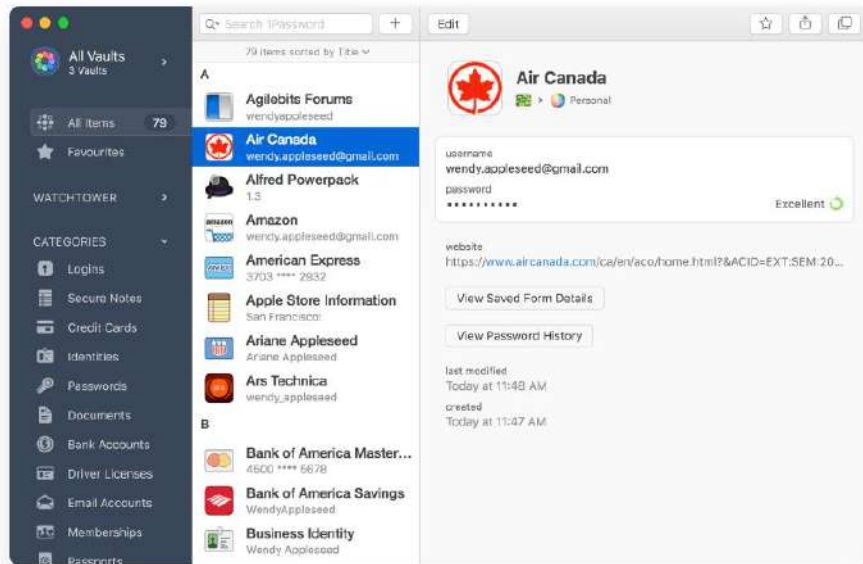 All Vaults
3 Vaults
All Items 79
Favourites
WATCHTOWER
CATEGORIES
Logins
Secure Notes
Credit Cards
Identities
Passwords
Documents
Bank Accounts
Driver Licenses
Email Accounts
Memberships
Passports
Search 1Password
79 items sorted by Title
A
Agilebits Forums
wendyappleseed
Air Canada
wendy.appleseed@gmail.com
Alfred Powerpack
1.3
amazon
Amazon
wendy.appleseed@gmail.com
American Express
3703 **** 2932
Apple Store Information
San Francisco:
Ariane Appleseed
Ariane Appleseed
Ars Technica
wendy_appleseed
B
Bank of America Master...
4500 **** 5678
Bank of America Savings
WendyAppleseed
Business Identity
Wendy Appleseed
Edit
Air Canada
Personal
username
wendy.appleseed@gmail.com
password
••••••••••
Excellent
website
https://www.aircanada.com/ca/en/aco/home.html?&ACID=EXT:SEM:20...
View Saved Form Details
View Password History
last modified
Today at 11:48 AM
created
Today at 11:47 AM